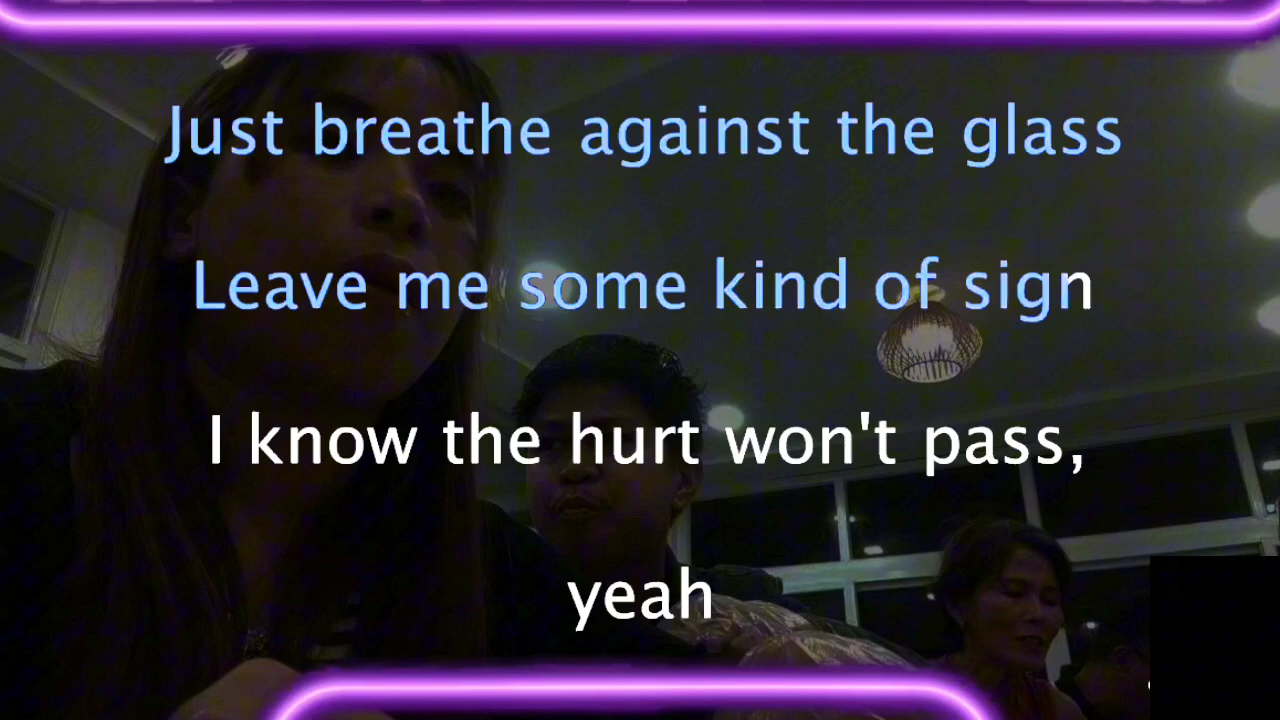 Just breathe against the glass
Leave me some kind of sign
I know the hurt won't pass,
yeah